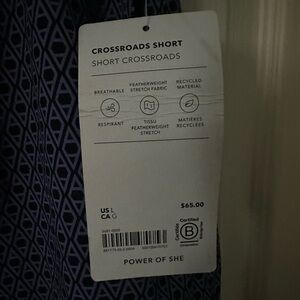 CROSSROADS SHORT
SHORT CROSSROADS
BREATHABLE
FEATHERWEIGHT
STRETCH FABRIC
RECYCLED
MATERIAL
RESPIRANT
TISSU
FEATHERWEIGHT
STRETCH
MATIÈRES
RECYCLÉES
US L
CA G
$65.00
Certified
B
Certifiée
POWER OF SHE